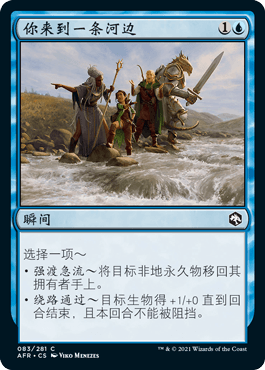 你来到一条河边 1
瞬间
选择一项～
• 强渡急流～将目标非地永久物移回其
拥有者手上。
• 绕路通过～目标生物得 +1/+0 直到回
合结束，且本回合不能被阻挡。
083/281 C
AFR • CS VIKO MENEZES
™ & © 2021 Wizards of the Coast